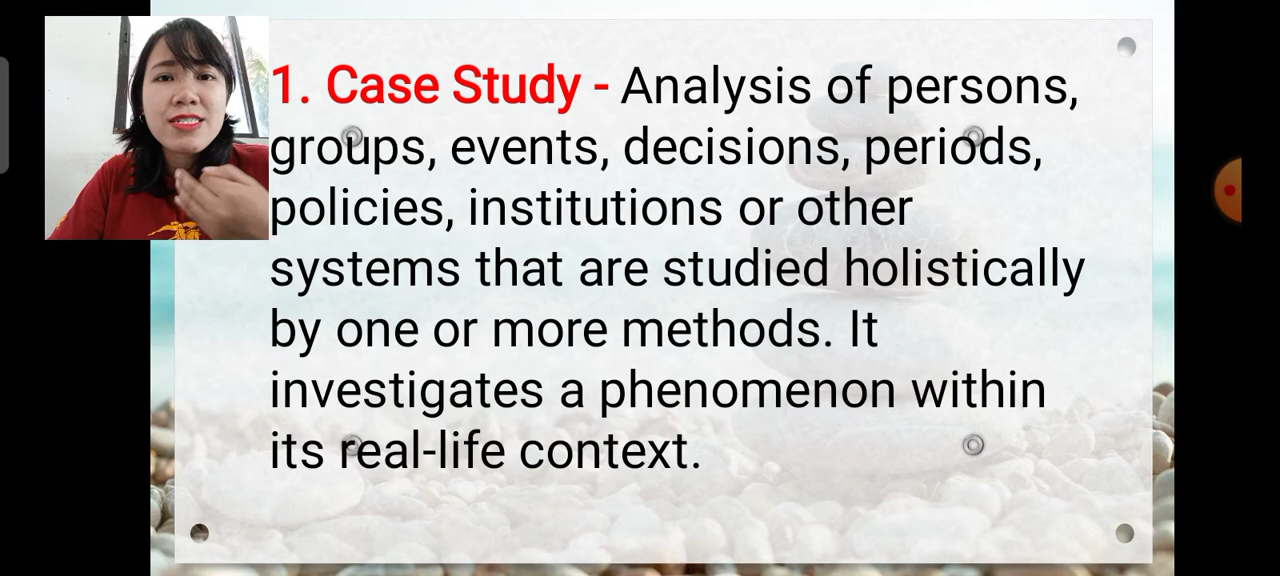 1. Case Study - Analysis of persons,
groups, events, decisions, periods,
policies, institutions or other
systems that are studied holistically
by one or more methods. It
investigates a phenomenon within
its real-life context.